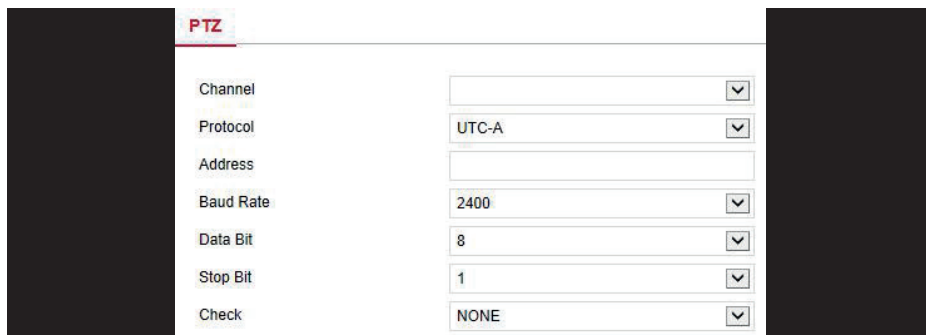 PTZ
Channel
Protocol UTC-A
Address
Baud Rate 2400
Data Bit 8
Stop Bit 1
Check NONE